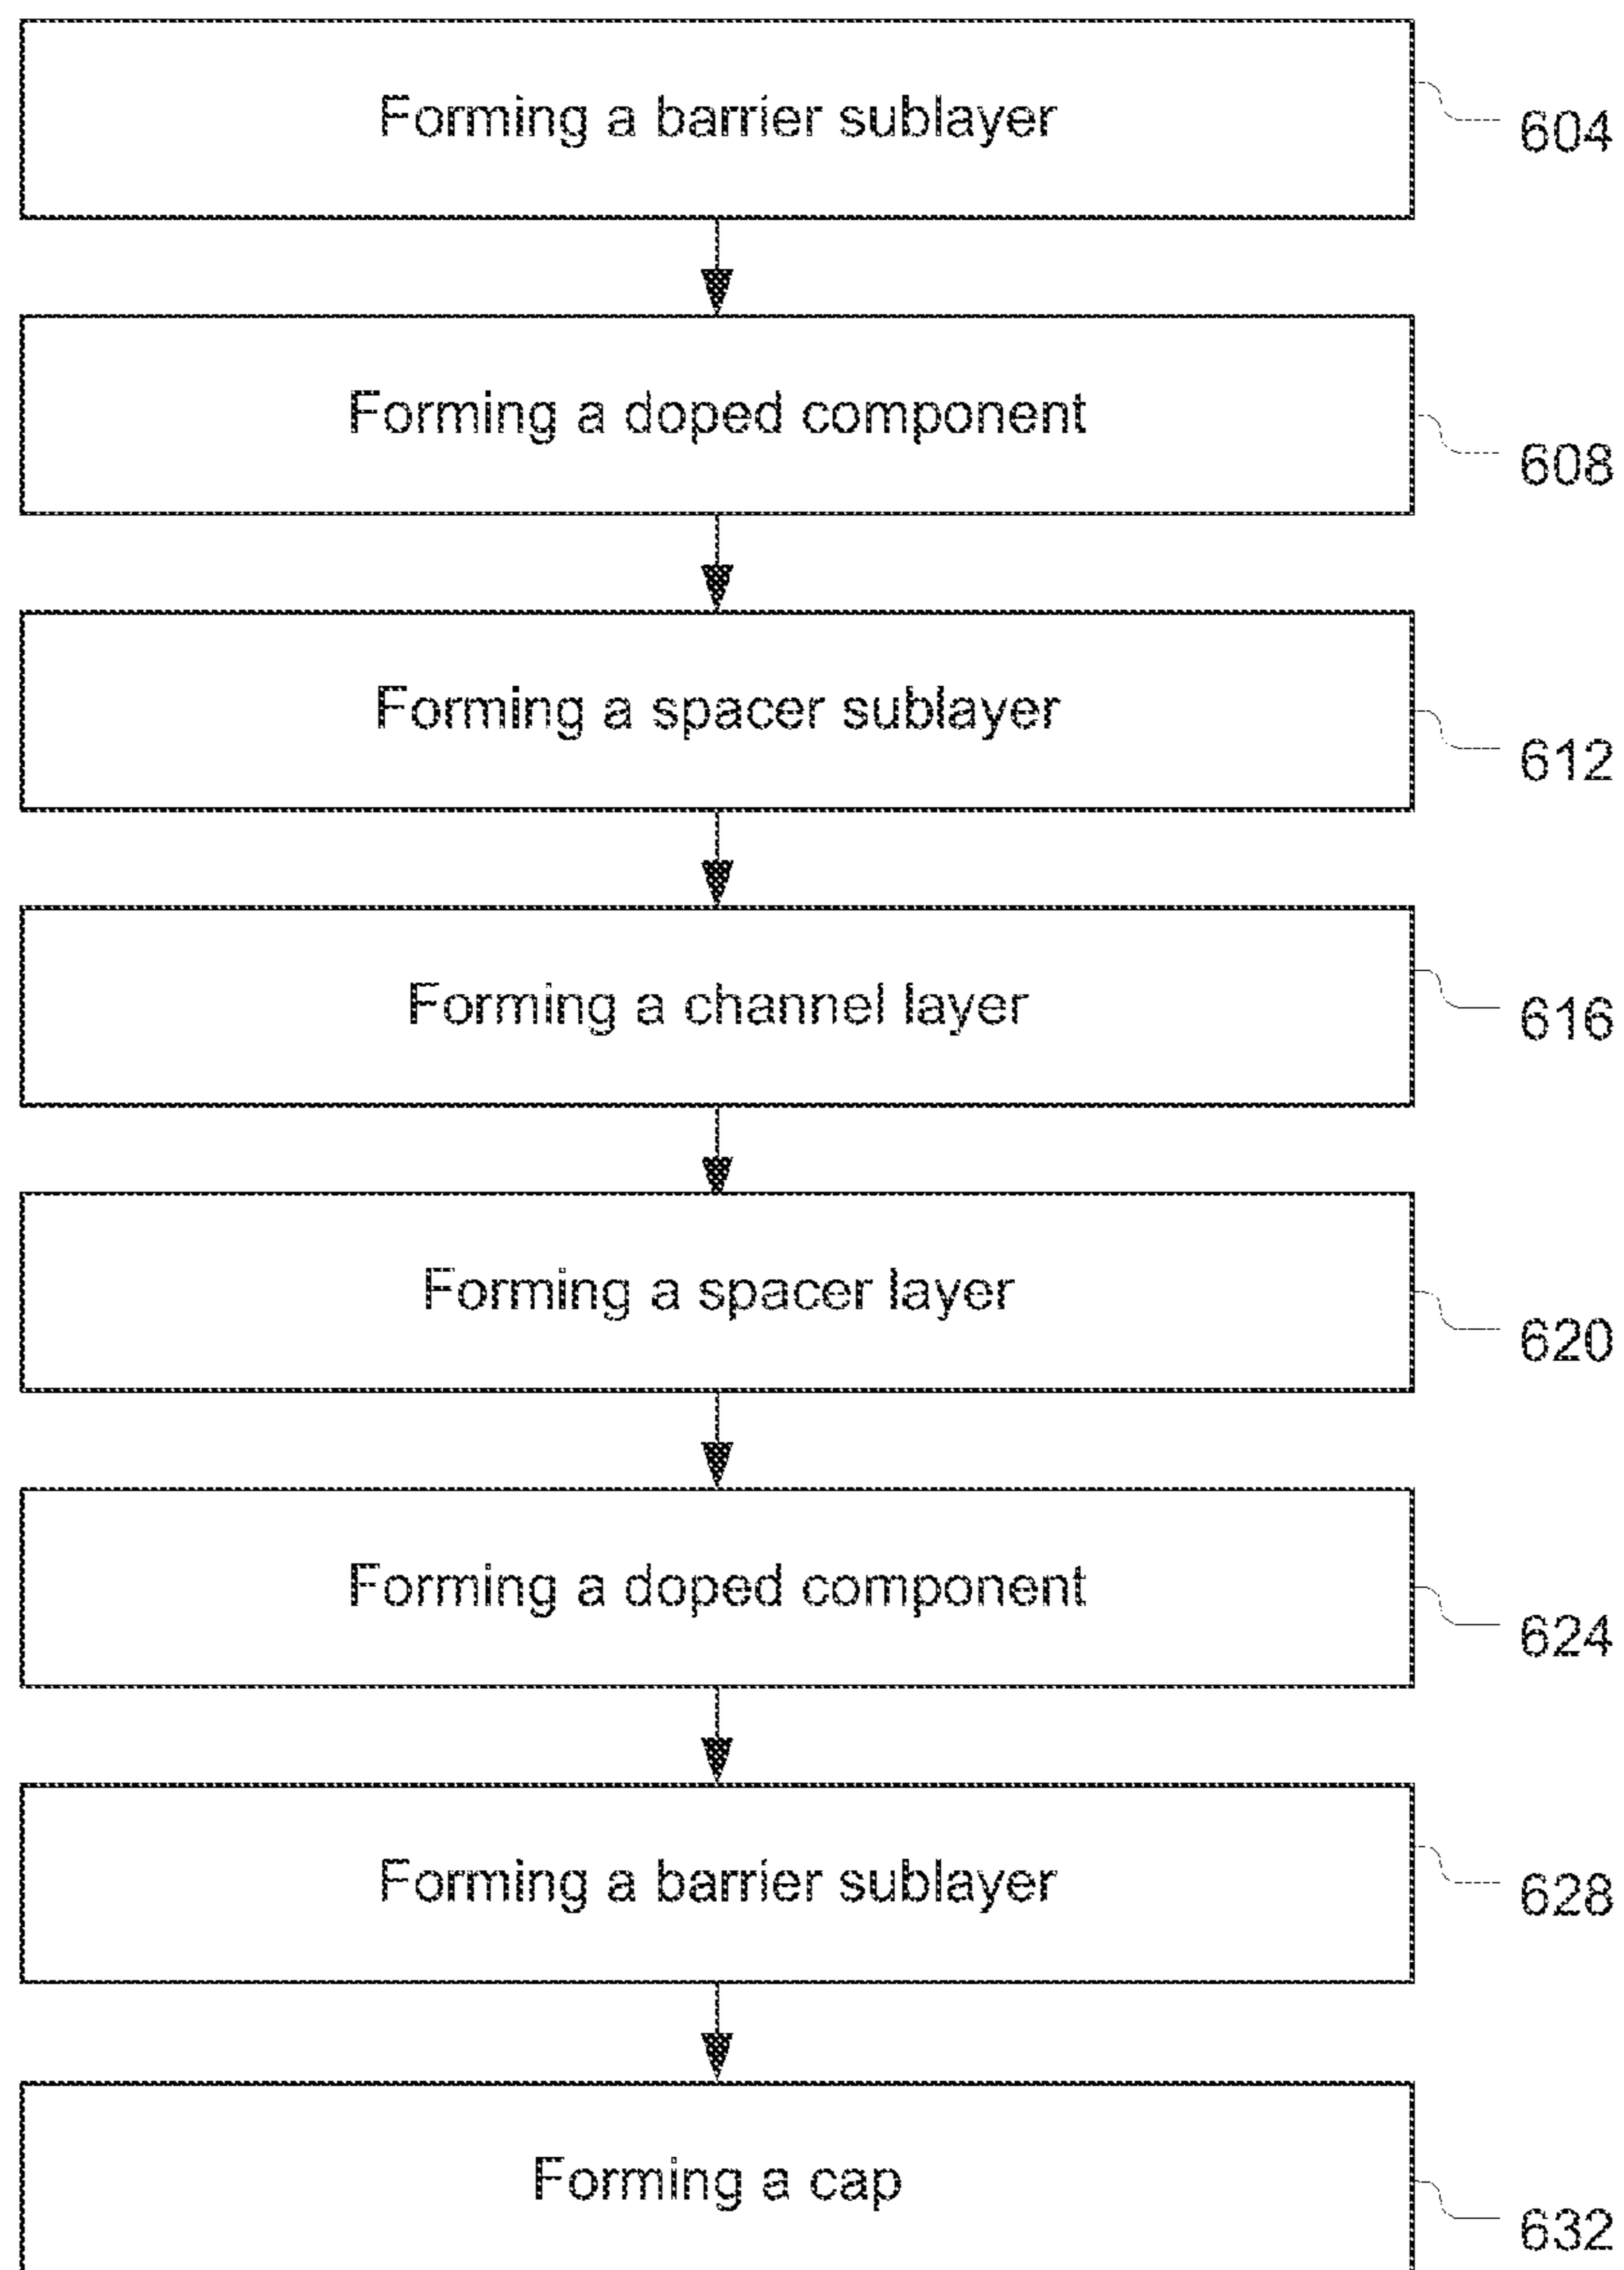 Forming a barrier sublayer
604
Forming a doped component
608
Forming a spacer sublayer
612
Forming a channel layer
616
Forming a spacer layer
620
Forming a doped component
624
Forming a barrier sublayer
628
Forming a cap
632